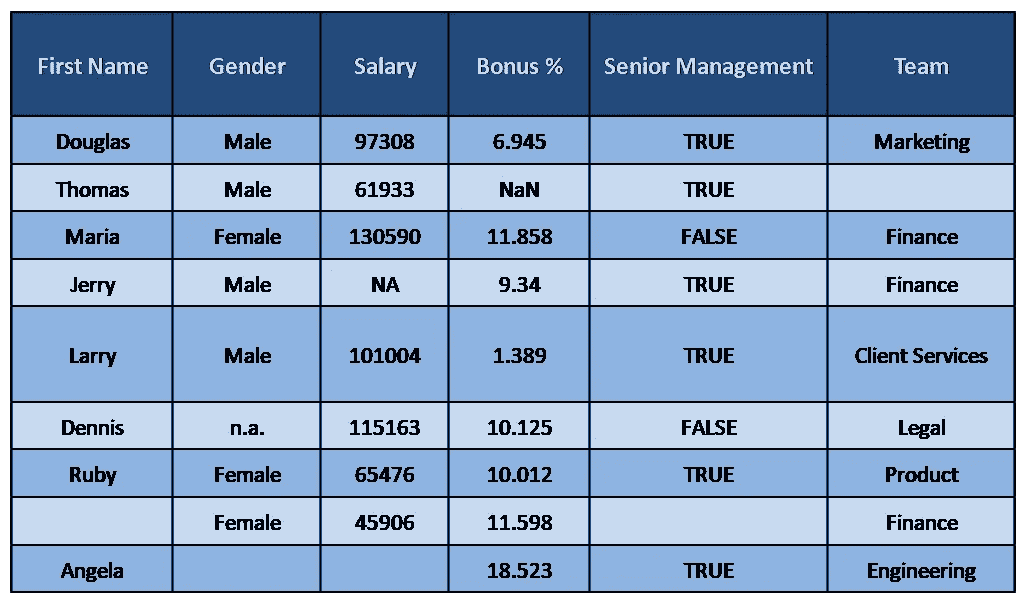 First Name Gender Salary Bonus % Senior Management Team
Douglas Male 97308 6.945 TRUE Marketing
Thomas Male 61933 NaN TRUE
Maria Female 130590 11.858 FALSE Finance
Jerry Male NA 9.34 TRUE Finance
Larry Male 101004 1.389 TRUE Client Services
Dennis n.a. 115163 10.125 FALSE Legal
Ruby Female 65476 10.012 TRUE Product
Female 45906 11.598 Finance
Angela 18.523 TRUE Engineering